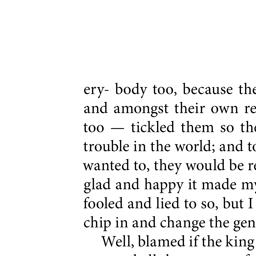 ery- body too, because the
and amongst their own re
too — tickled them so th
trouble in the world; and t
wanted to, they would be r
glad and happy it made my
fooled and lied to so, but I
chip in and change the gen
Well, blamed if the king